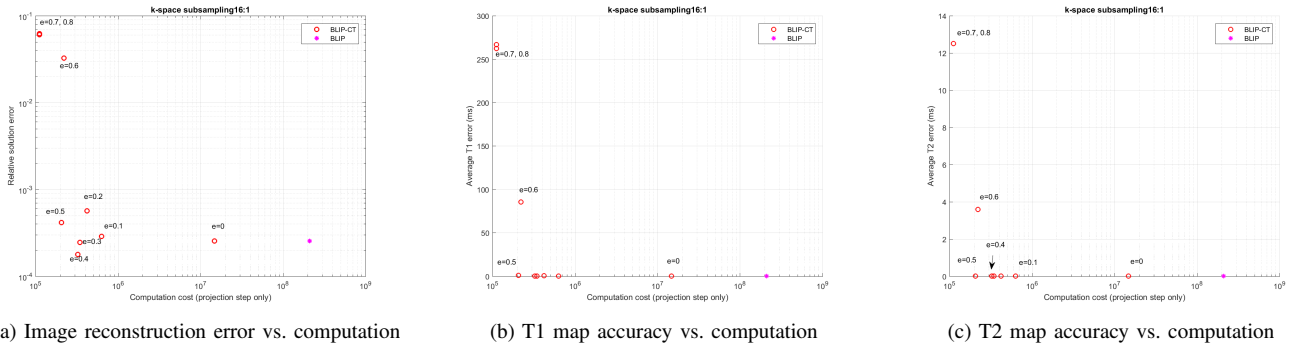 k-space subsampling16:1
10^-1
10^-2
10^-3
10^-4
Relative solution error
e=0.7, 0.8
e=0.6
e=0.2
e=0.5
e=0.1
e=0.3
e=0.4
e=0
BLIP-CT
BLIP
10^5
10^6
10^7
10^8
10^9
Computation cost (projection step only)
a) Image reconstruction error vs. computation
k-space subsampling16:1
300
250
200
150
100
50
0
Average T1 error (ms)
e=0.7, 0.8
e=0.6
e=0.5
e=0
BLIP-CT
BLIP
10^5
10^6
10^7
10^8
10^9
Computation cost (projection step only)
(b) T1 map accuracy vs. computation
k-space subsampling16:1
14
12
10
8
6
4
2
0
Average T2 error (ms)
e=0.7, 0.8
e=0.6
e=0.4
e=0.5
e=0.1
e=0
BLIP-CT
BLIP
10^5
10^6
10^7
10^8
10^9
Computation cost (projection step only)
(c) T2 map accuracy vs. computation